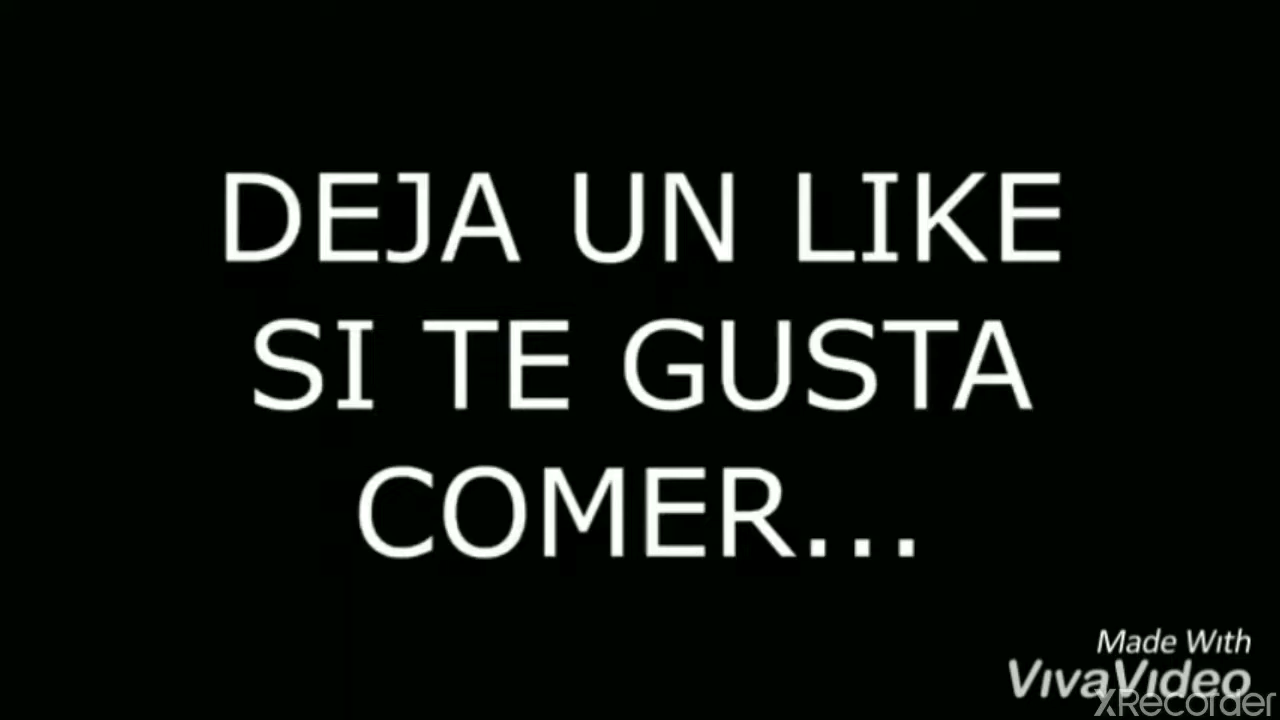 DEJA UN LIKE
SI TE GUSTA
COMER...
Made With
VivaVideo
XRecorder